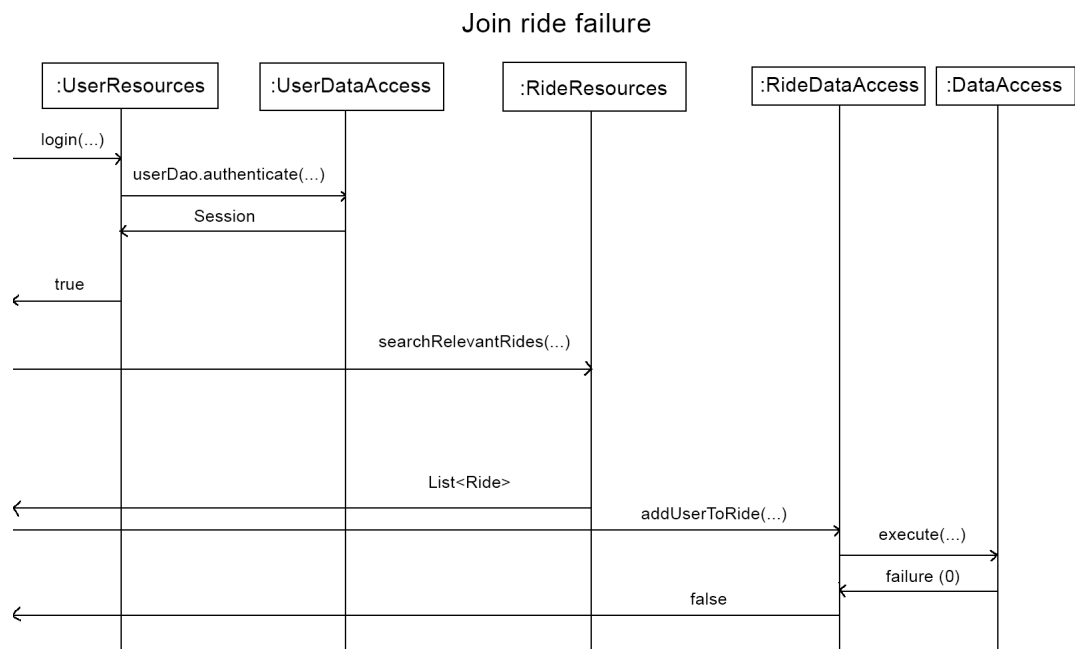 Join ride failure
:UserResources
:UserDataAccess
:RideResources
:RideDataAccess
:DataAccess
login(...)
userDao.authenticate(...)
Session
true
searchRelevantRides(...)
List<Ride>
addUserToRide(...)
execute(...)
failure (0)
false